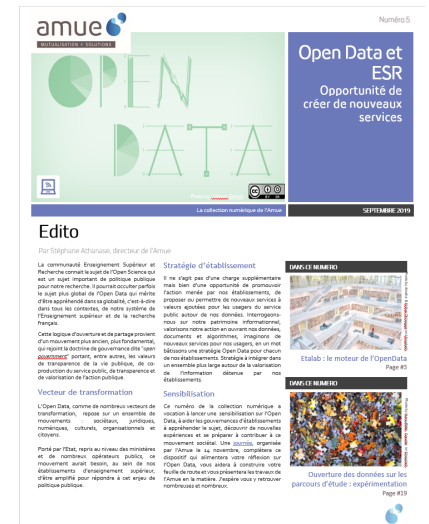 Numéro 5
amue
MUTUALISATION + SOLUTIONS
OPEN
DATA
Open Data et
ESR
Opportunité de
créer de nouveaux
services
La collection numérique de l'Amue
SEPTEMBRE 2019
Edito
Par Stéphane Athanase, directeur de l'Amue
La communauté Enseignement Supérieur et
Recherche connait le sujet de l'Open Science qui
est un sujet important de politique publique
pour notre recherche. Il pourrait occulter parfois
le sujet plus global de l'Open Data qui mérite
d'être appréhendé dans sa globalité, c'est-à-dire
dans tous les contextes, de notre système de
l'Enseignement supérieur et de la recherche
français.
Cette logique d'ouverture et de partage provient
d'un mouvement plus ancien, plus fondamental,
qui rejoint la doctrine de gouvernance dite "open
government" portant, entre autres, les valeurs
de transparence de la vie publique, de co-
production du service public, de transparence et
de valorisation de l'action publique.
Vecteur de transformation
L'Open Data, comme de nombreux vecteurs de
transformation, repose sur un ensemble de
mouvements : sociétaux, juridiques,
numériques, culturels, organisationnels et
citoyens.
Porté par l'Etat, repris au niveau des ministères
et de nombreux opérateurs publics, ce
mouvement aurait besoin, au sein de nos
établissements d'enseignement supérieur,
d'être amplifié pour répondre à cet enjeu de
politique publique.
Stratégie d'établissement
Il ne s'agit pas d'une charge supplémentaire
mais bien d'une opportunité de promouvoir
l'action menée par nos établissements, de
proposer ou permettre de nouveaux services à
valeurs ajoutées pour les usagers du service
public autour de nos données. Interrogeons-
nous sur notre patrimoine informationnel,
valorisons notre action en ouvrant nos données,
documents et algorithmes, imaginons de
nouveaux services pour nos usagers, en un mot
bâtissons une stratégie Open Data pour chacun
de nos établissements. Stratégie à intégrer dans
un ensemble plus large autour de la valorisation
de l'information détenue par nos
établissements.
Sensibilisation
Ce numéro de la collection numérique a
vocation à lancer une sensibilisation sur l'Open
Data, à aider les gouvernances d'établissements
à appréhender le sujet, découvrir de nouvelles
expériences et se préparer à contribuer à ce
mouvement sociétal. Une journée, organisée
par l'Amue le 14 novembre, complétera ce
dispositif qui alimentera votre réflexion sur
l'Open Data, vous aidera à construire votre
feuille de route et vous présentera les travaux de
l'Amue en la matière. J'espère vous y retrouver
nombreuses et nombreux.
DANS CE NUMERO
Etalab : le moteur de l'OpenData
Page #3
DANS CE NUMERO
Ouverture des données sur les
parcours d'étude : expérimentation
Page #19